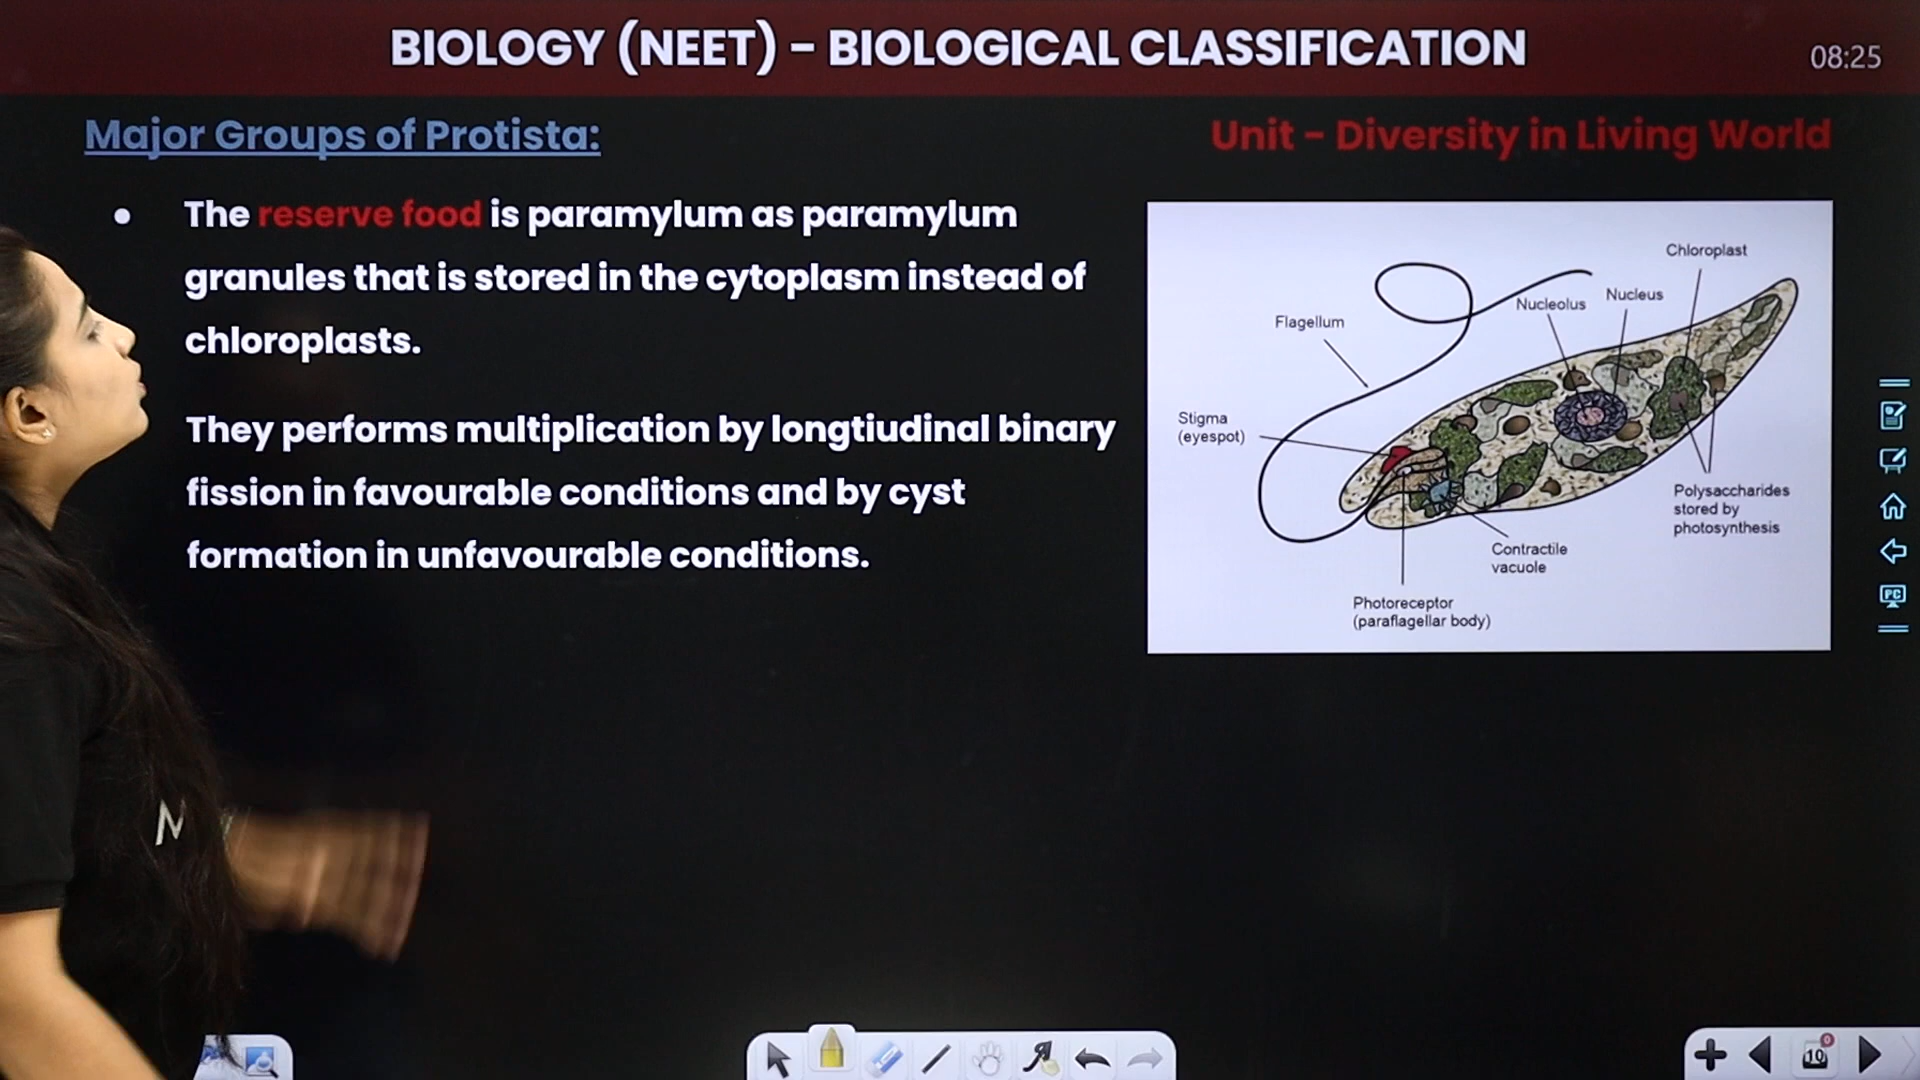 BIOLOGY (NEET) - BIOLOGICAL CLASSIFICATION
08:25
Major Groups of Protista:
Unit - Diversity in Living World
The reserve food is paramylum as paramylum
granules that is stored in the cytoplasm instead of
chloroplasts.
They performs multiplication by longtiudinal binary
fission in favourable conditions and by cyst
formation in unfavourable conditions.
Chloroplast
Nucleus
Nucleolus
Flagellum
Stigma
(eyespot)
Polysaccharides
stored by
photosynthesis
Contractile
vacuole
Photoreceptor
(paraflagellar body)
PC
10
0